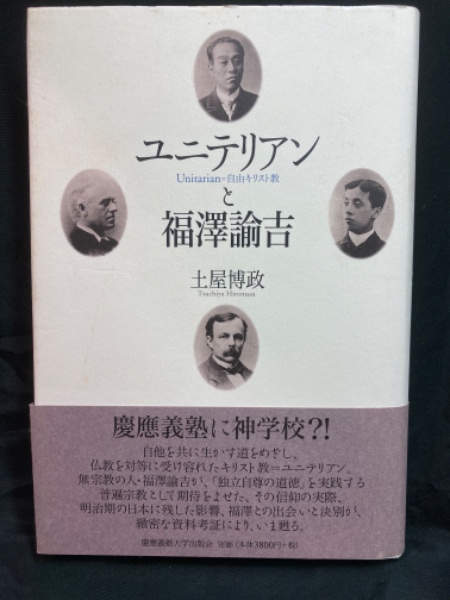 ユニテリアン
Unitarian=自由キリスト教
と
福澤諭吉
土屋博政
Tsuchiya Hiromasa
慶應義塾に神学校?!
自他を共に生かす道をめざし、
仏教を対等に受け容れたキリスト教=ユニテリアン。
無宗教の人・福澤諭吉が、「独立自尊の道徳」を実践する
普遍宗教として期待をよせた、その信仰の実際、
明治期の日本に残した影響、福澤との出会いと決別が、
緻密な資料考証により、いま甦る。
慶應義塾大学出版会 定価(本体3800円+税)